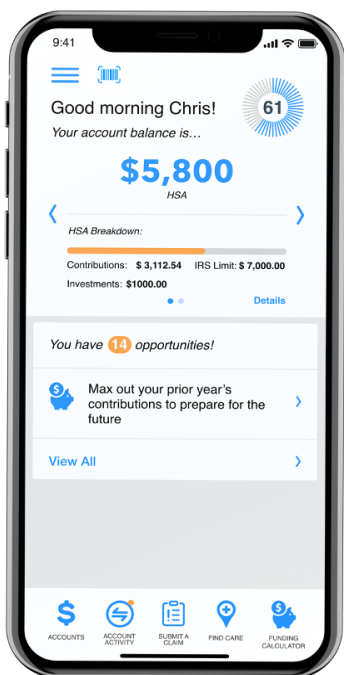 9:41
Good morning Chris!
61
Your account balance is...
$5,800
HSA
HSA Breakdown:
Contributions: $ 3,112.54 IRS Limit: $ 7,000.00
Investments: $1000.00
Details
You have 14 opportunities!
Max out your prior year's
contributions to prepare for the
future
View All
ACCOUNTS
ACCOUNT
ACTIVITY
SUBMIT A
CLAIM
FIND CARE
FUNDING
CALCULATOR